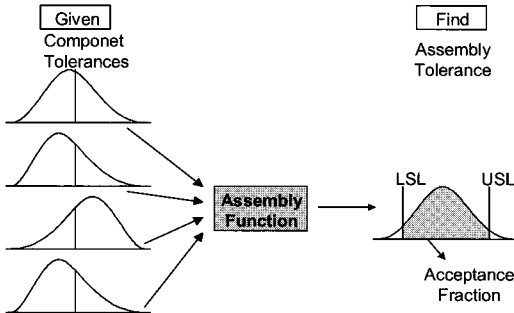 Given
Componet
Tolerances
Find
Assembly
Tolerance
Assembly
Function
LSL
USL
Acceptance
Fraction